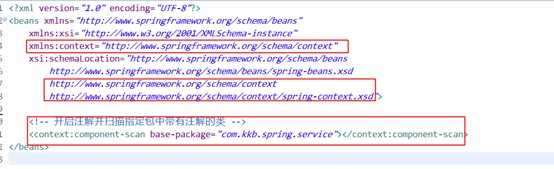 <?xml version="1.0" encoding="UTF-8"?>
<beans xmlns="http://www.springframework.org/schema/beans"
xmlns:xsi="http://www.w3.org/2001/XMLSchema-instance"
xmlns:context="http://www.springframework.org/schema/context"
xsi:schemaLocation="http://www.springframework.org/schema/beans
http://www.springframework.org/schema/beans/spring-beans.xsd
http://www.springframework.org/schema/context
http://www.springframework.org/schema/context/spring-context.xsd">
<!-- 开启注解并扫描指定包中带有注解的类 -->
<context:component-scan base-package="com.kkb.spring.service"></context:component-scan>
</beans>